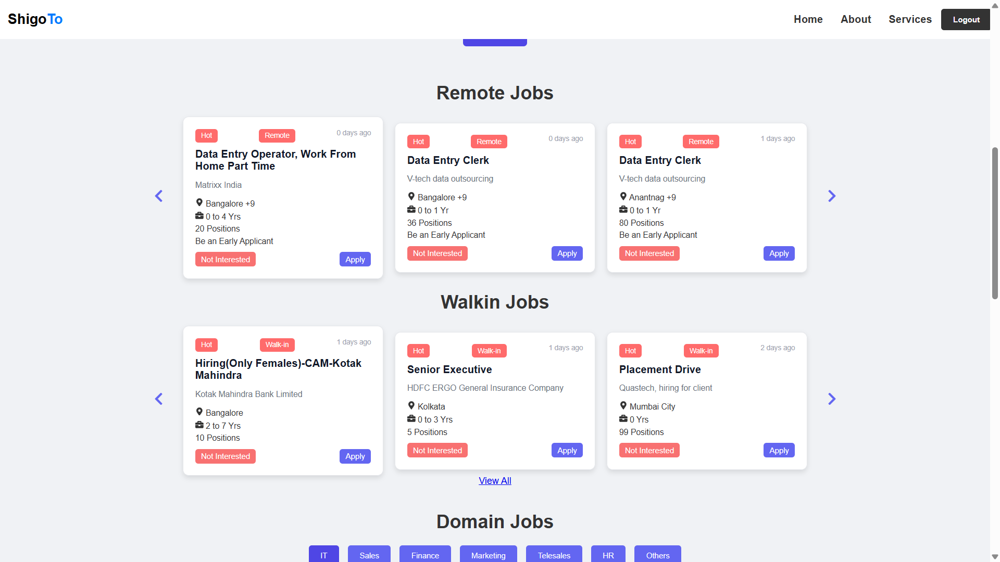 ShigoTo
Home
About
Services
Logout
Remote Jobs
Hot
Remote
0 days ago
Data Entry Operator, Work From
Home Part Time
Matrixx India
Bangalore +9
0 to 4 Yrs
20 Positions
Be an Early Applicant
Not Interested
Apply
Hot
Remote
0 days ago
Data Entry Clerk
V-tech data outsourcing
Bangalore +9
0 to 1 Yr
36 Positions
Be an Early Applicant
Not Interested
Apply
Hot
Remote
1 days ago
Data Entry Clerk
V-tech data outsourcing
Anantnag +9
0 to 1 Yr
80 Positions
Be an Early Applicant
Not Interested
Apply
Walkin Jobs
Hot
Walk-in
1 days ago
Hiring(Only Females)-CAM-Kotak
Mahindra
Kotak Mahindra Bank Limited
Bangalore
2 to 7 Yrs
10 Positions
Not Interested
Apply
Hot
Walk-in
1 days ago
Senior Executive
HDFC ERGO General Insurance Company
Kolkata
0 to 3 Yrs
5 Positions
Not Interested
Apply
Hot
Walk-in
2 days ago
Placement Drive
Quastech, hiring for client
Mumbai City
0 Yrs
99 Positions
Not Interested
Apply
View All
Domain Jobs
IT
Sales
Finance
Marketing
Telesales
HR
Others